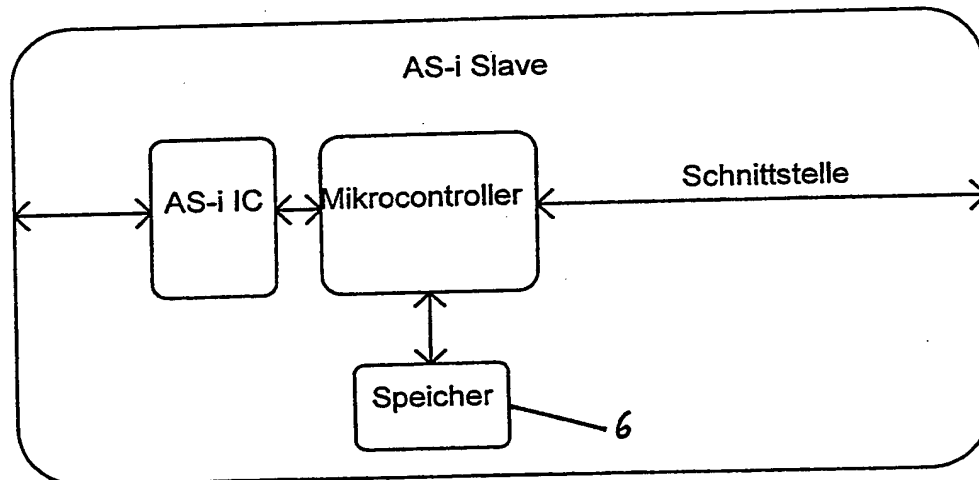 AS-i Slave
AS-i IC
Mikrocontroller
Schnittstelle
Speicher
6